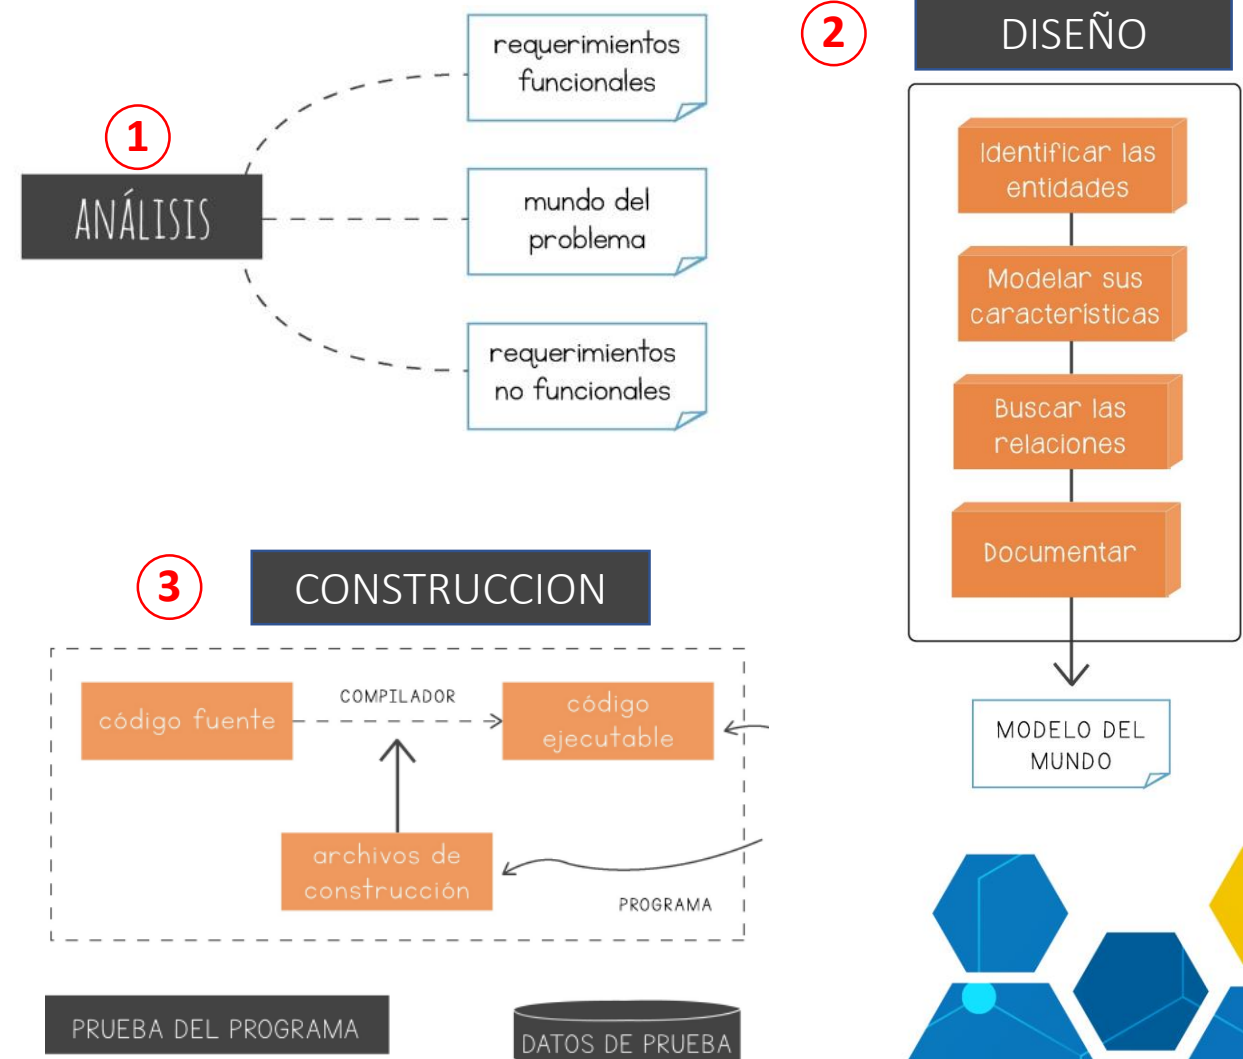 1
ANÁLISIS
requerimientos
funcionales
mundo del
problema
requerimientos
no funcionales
2
DISEÑO
Identificar las
entidades
Modelar sus
características
Buscar las
relaciones
Documentar
MODELO DEL
MUNDO
3
CONSTRUCCION
código fuente
COMPILADOR
código
ejecutable
archivos de
construcción
PROGRAMA
PRUEBA DEL PROGRAMA
DATOS DE PRUEBA